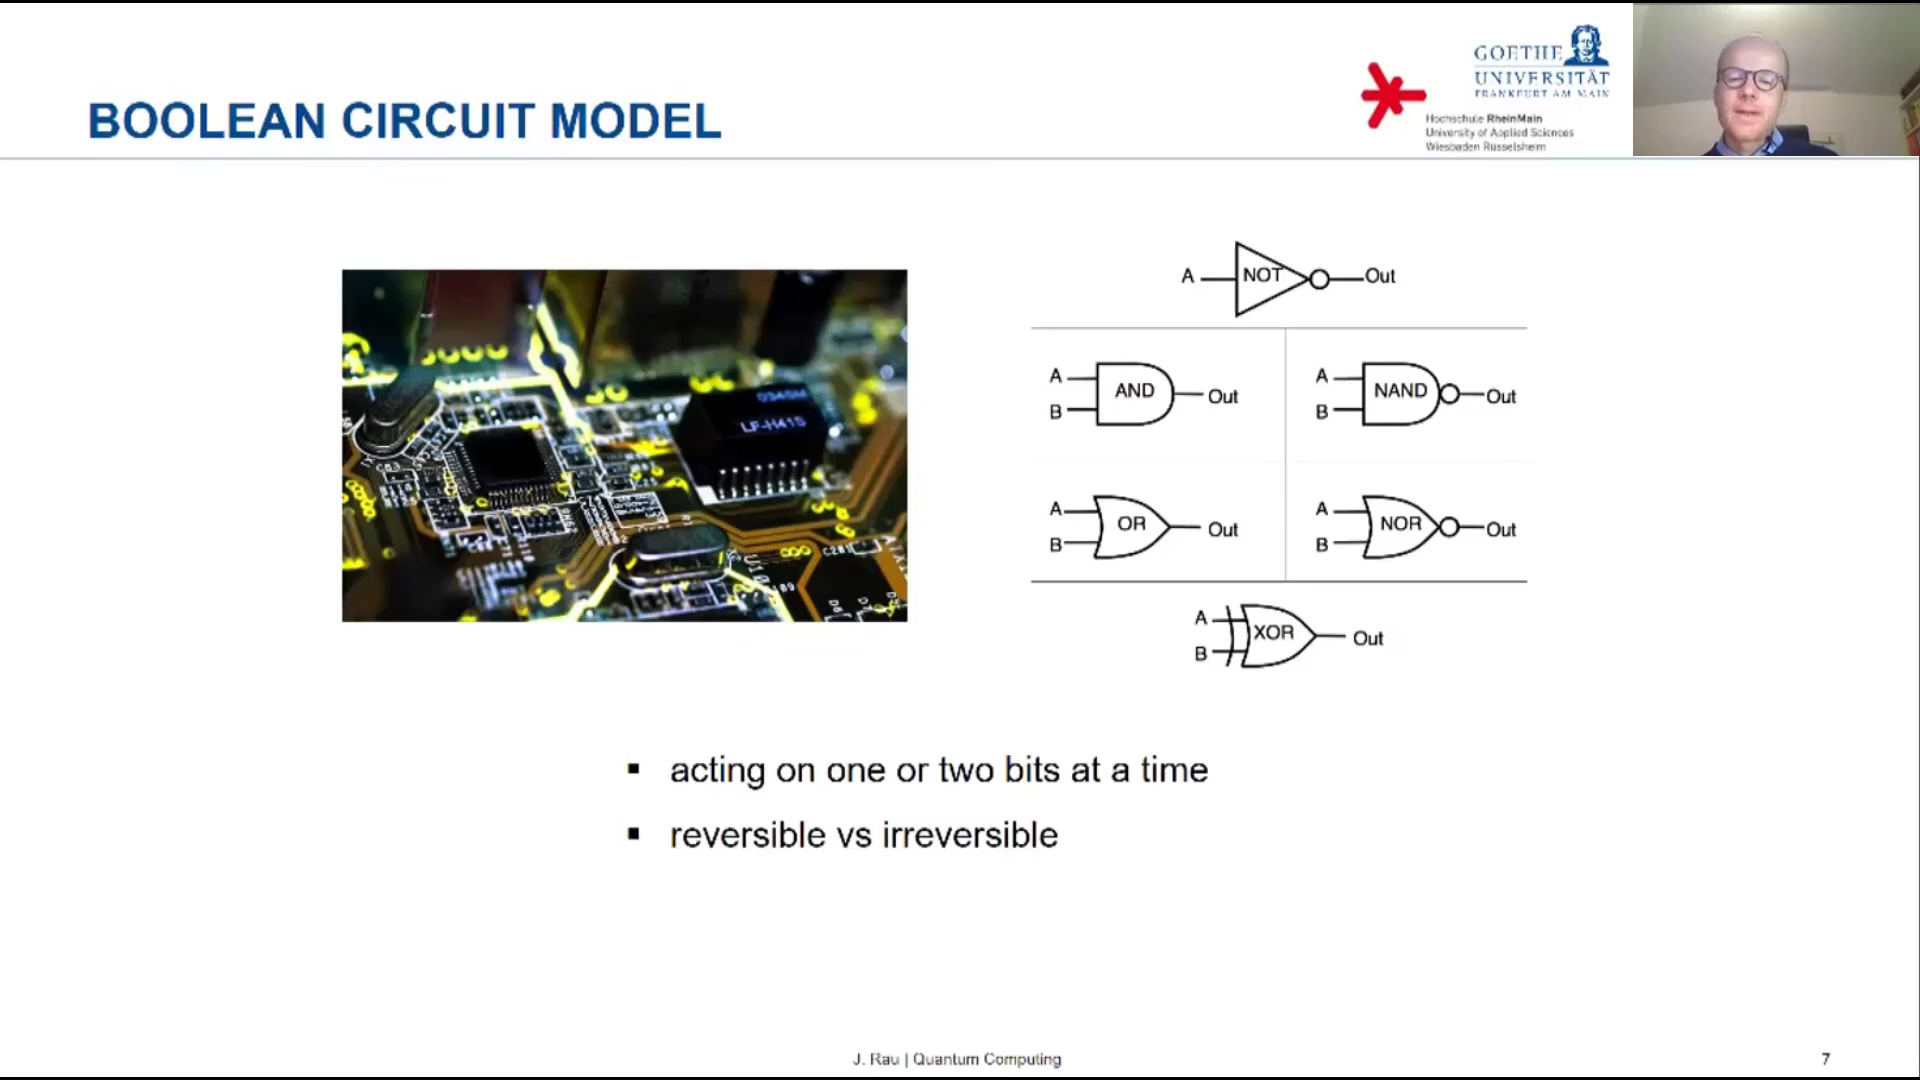 BOOLEAN CIRCUIT MODEL
GOETHE
UNIVERSITÄT
FRANKFURT AM MAIN
Hochschule RheinMain
University of Applied Sciences
Wiesbaden Rüsselsheim
A NOT Out
A
B
AND Out
A
B
NAND Out
A
B
OR Out
A
B
NOR Out
A
B
XOR Out
LF-H41S
▪ acting on one or two bits at a time
▪ reversible vs irreversible
J. Rau | Quantum Computing
7